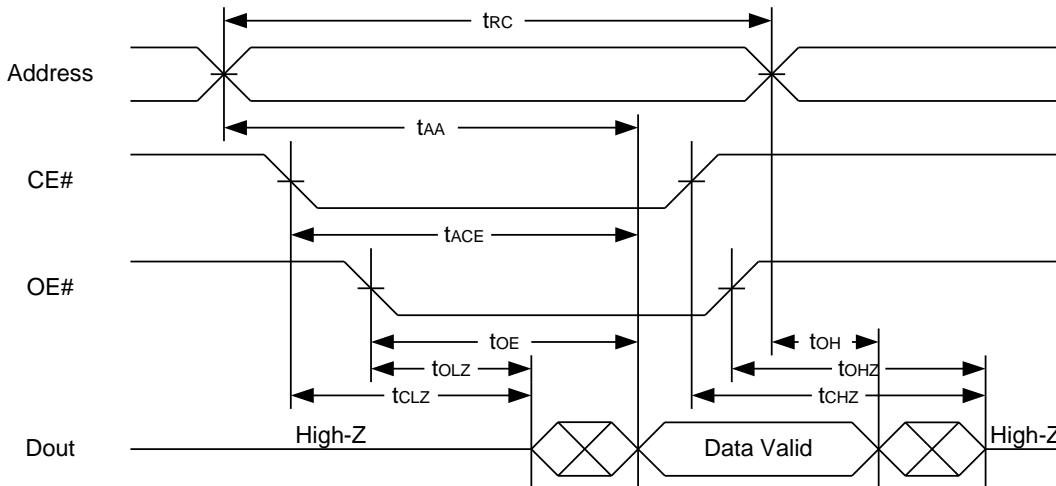 tRC
Address
tAA
CE#
tACE
OE#
tOE
tOH
tOLZ
tOHZ
tCLZ
tCHZ
Dout
High-Z
Data Valid
High-Z